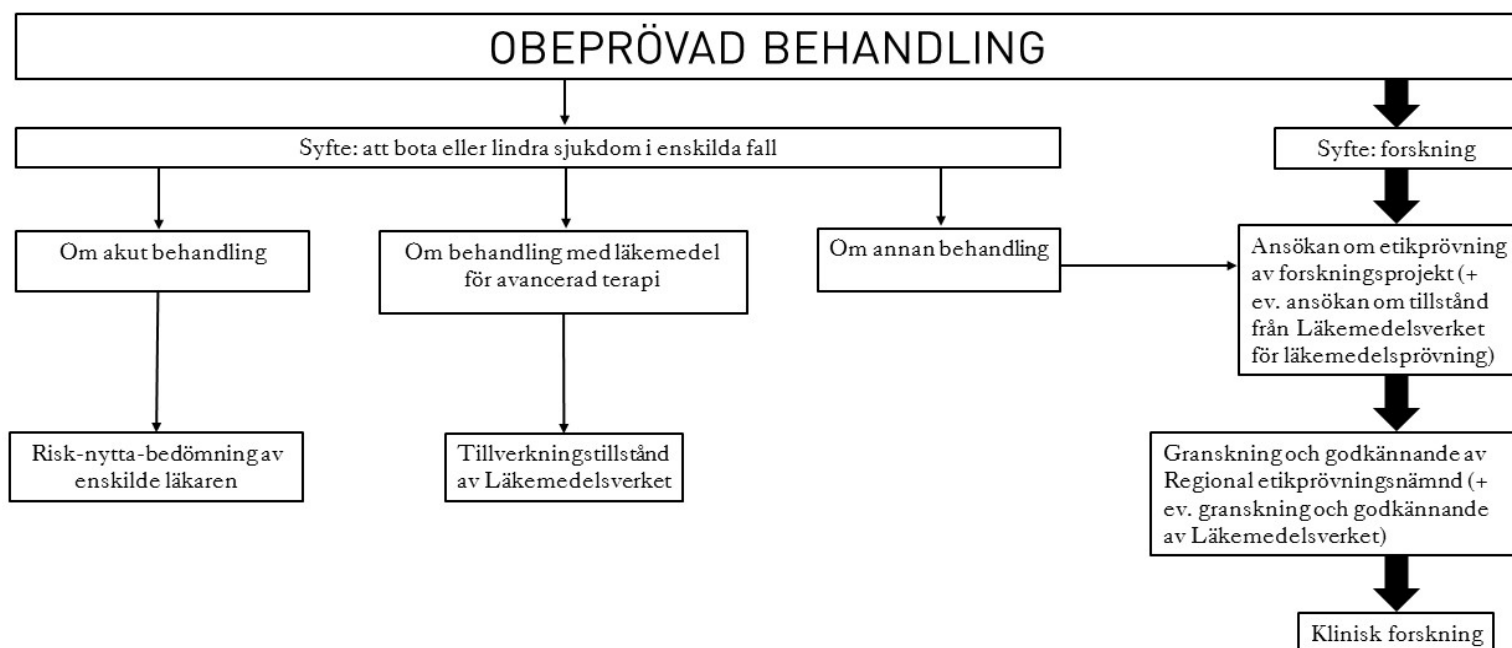 OBEPRÖVAD BEHANDLING
Syfte: att bota eller lindra sjukdom i enskilda fall
Syfte: forskning
Om akut behandling
Om behandling med läkemedel
för avancerad terapi
Om annan behandling
Ansökan om etikprövning
av forskningsprojekt (+
ev. ansökan om tillstånd
från Läkemedelsverket
för läkemedelsprövning)
Risk-nytta-bedömning av
enskilde läkaren
Tillverkningstillstånd
av Läkemedelsverket
Granskning och godkännande av
Regional etikprövningsnämnd (+
ev. granskning och godkännande
av Läkemedelsverket)
Klinisk forskning